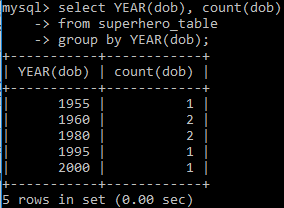 mysql> select YEAR(dob), count(dob)
    -> from superhero_table
    -> group by YEAR(dob);
+-----------+------------+
| YEAR(dob) | count(dob) |
+-----------+------------+
|      1955 |          1 |
|      1960 |          2 |
|      1980 |          2 |
|      1995 |          1 |
|      2000 |          1 |
+-----------+------------+
5 rows in set (0.00 sec)